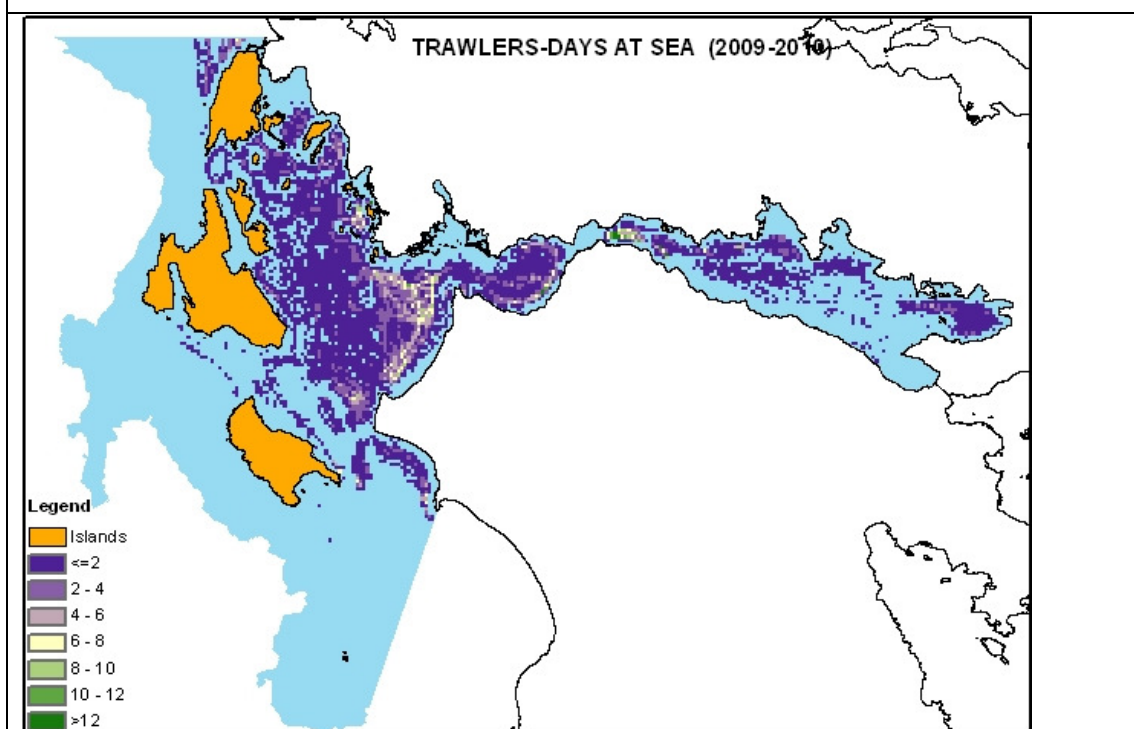 TRAWLERS-DAYS AT SEA (2009-2010)
Legend
Islands
<=2
2 - 4
4 - 6
6 - 8
8 - 10
10 - 12
>12